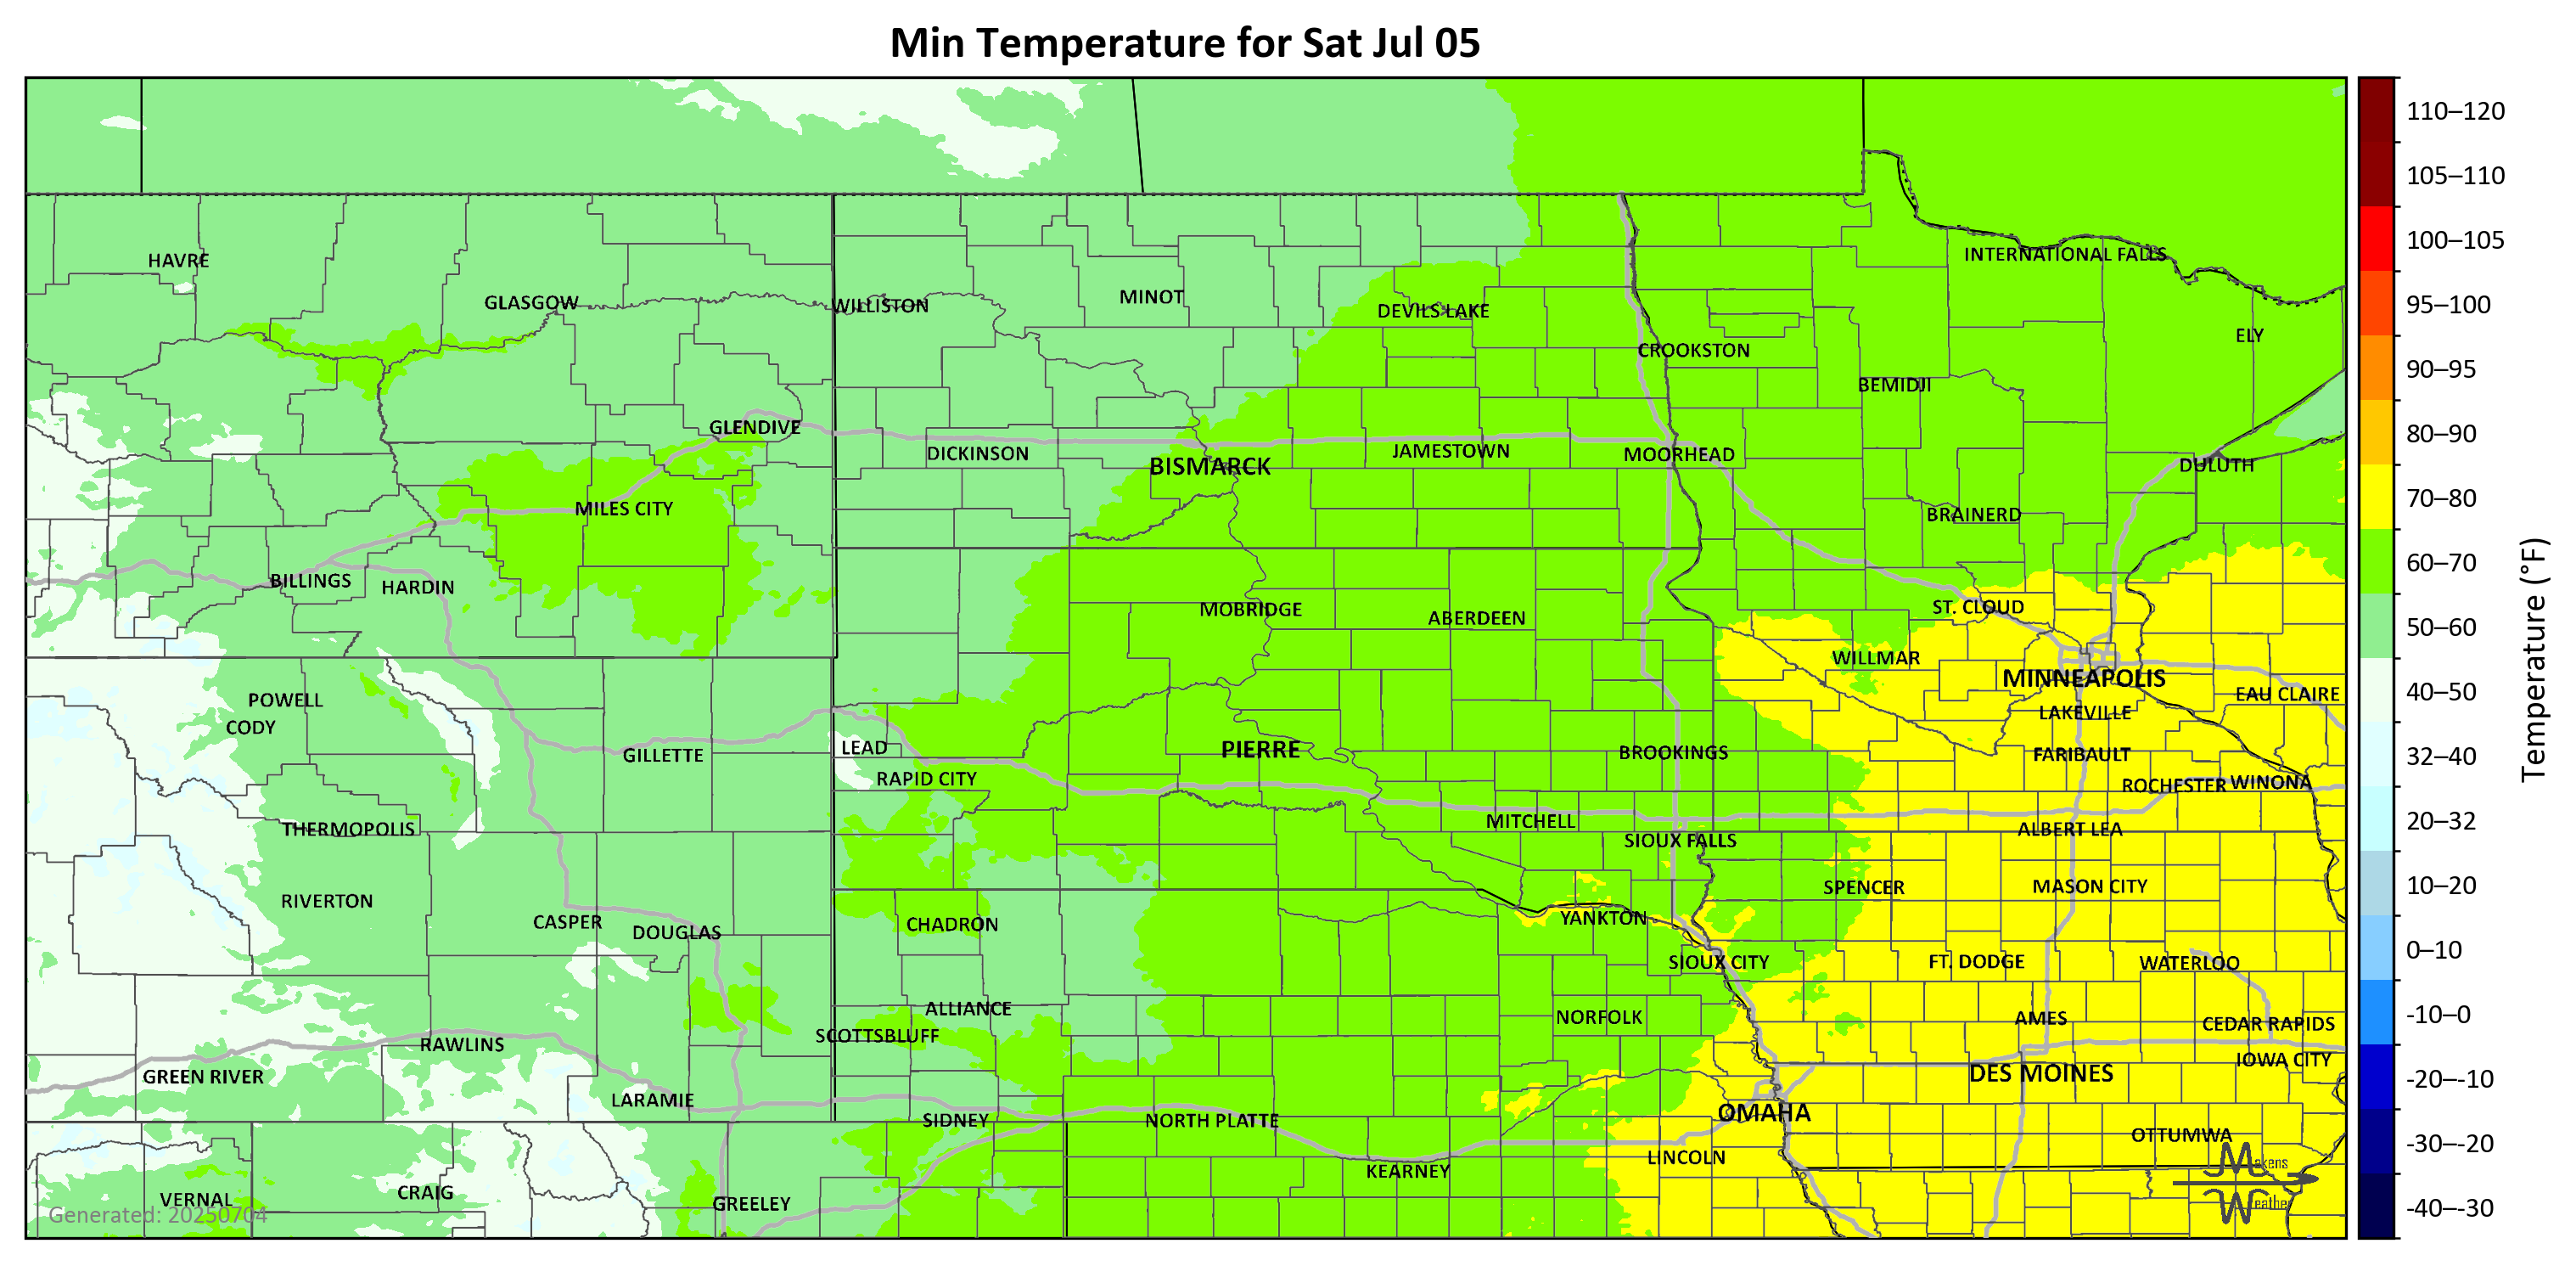 Min Temperature for Sat Jul 05
110–120
105–110
100–105
95–100
90–95
80–90
70–80
60–70
50–60
40–50
32–40
20–32
10–20
0–10
-10–0
-20–-10
-30–-20
-40–-30
Temperature (°F)
HAVRE
INTERNATIONAL FALLS
GLASGOW
WILLISTON
MINOT
DEVILS LAKE
ELY
CROOKSTON
BEMIDJI
GLENDIVE
DICKINSON
BISMARCK
JAMESTOWN
MOORHEAD
DULUTH
MILES CITY
BRAINERD
BILLINGS
HARDIN
MOBRIDGE
ABERDEEN
ST. CLOUD
WILLMAR
MINNEAPOLIS
EAU CLAIRE
POWELL
CODY
LAKEVILLE
GILLETTE
LEAD
PIERRE
BROOKINGS
FARIBAULT
RAPID CITY
ROCHESTER
WINONA
THERMOPOLIS
MITCHELL
SIOUX FALLS
ALBERT LEA
RIVERTON
SPENCER
MASON CITY
CASPER
DOUGLAS
CHADRON
YANKTON
SIOUX CITY
FT. DODGE
WATERLOO
ALLIANCE
NORFOLK
AMES
CEDAR RAPIDS
SCOTTSBLUFF
RAWLINS
IOWA CITY
GREEN RIVER
DES MOINES
LARAMIE
SIDNEY
NORTH PLATTE
OMAHA
OTTUMWA
LINCOLN
KEARNEY
VERNAL
CRAIG
GREELEY
Makens
Weather
Generated: 20250704